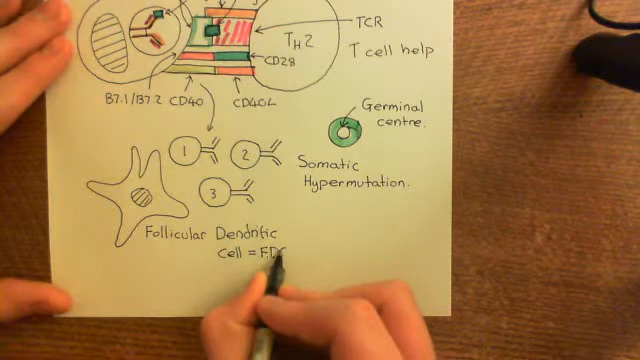 TCR
TH2
T cell help
CD28
B7.1/B7.2
CD40
CD40L
Germinal
centre.
1
2
3
Somatic
Hypermutation.
Follicular Dendritic
Cell = FDC